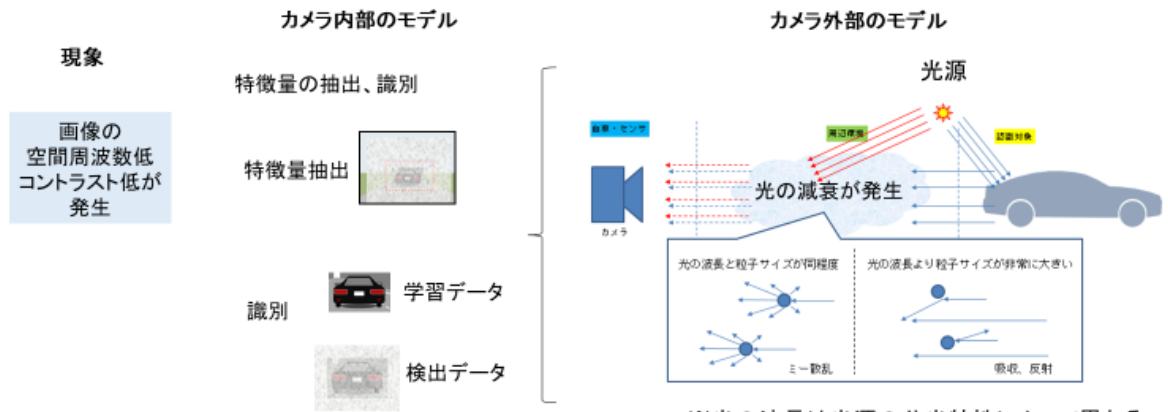 カメラ内部のモデル
カメラ外部のモデル
現象
特徴量の抽出、識別
光源
画像の
空間周波数低
コントラスト低が
発生
自車・センサ
周辺環境
認識対象
特徴量抽出
光の減衰が発生
カメラ
光の波長と粒子サイズが同程度
光の波長より粒子サイズが非常に大きい
学習データ
識別
検出データ
ミー散乱
吸収、反射